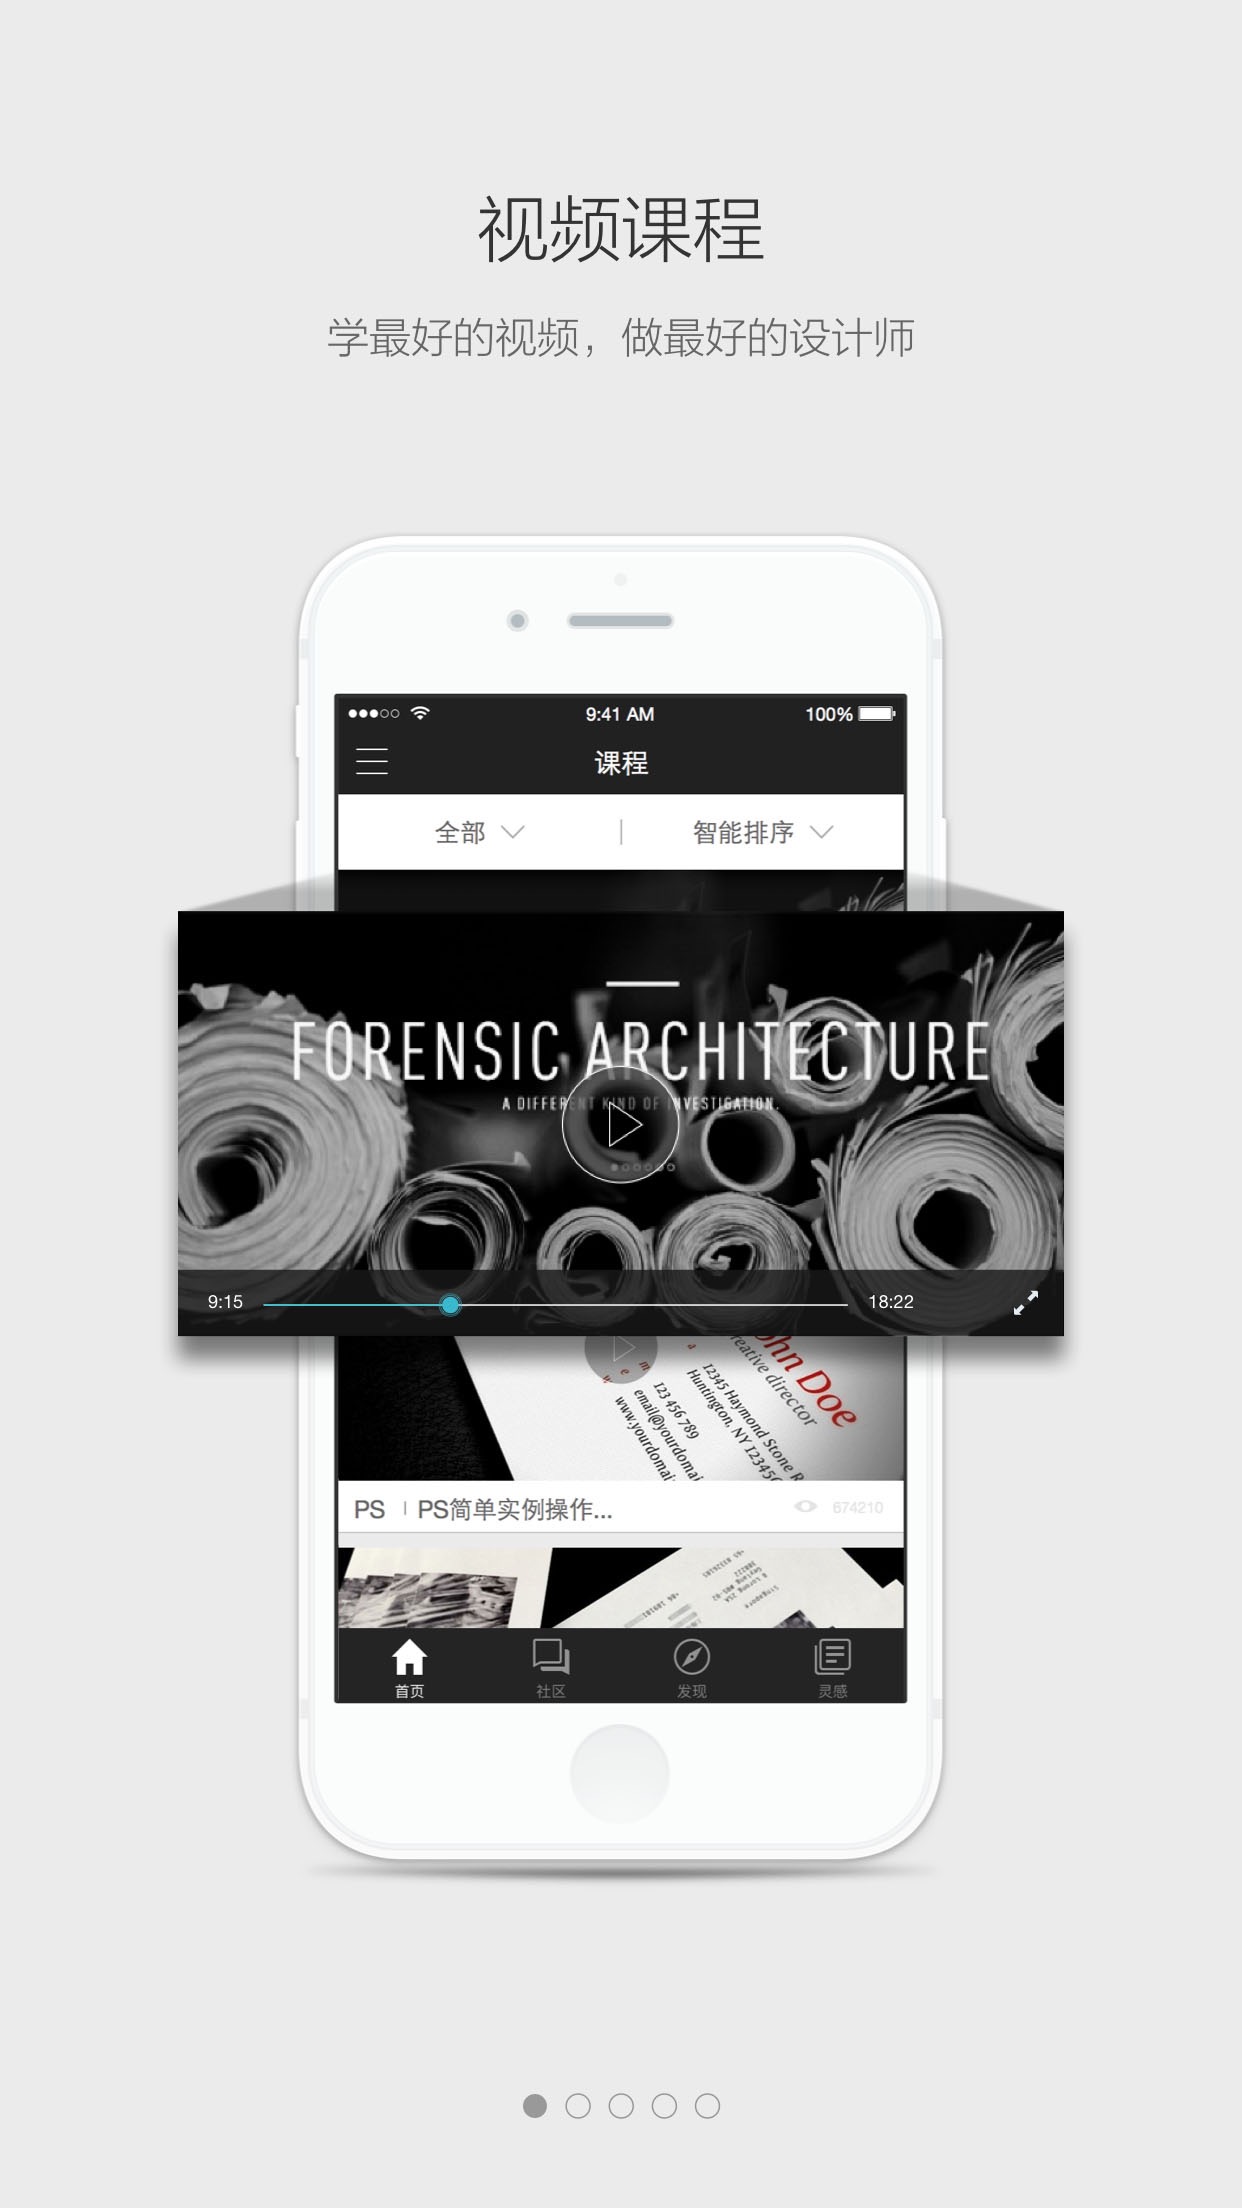 视频课程
学最好的视频，做最好的设计师
9:41 AM
100%
课程
全部
智能排序
FORENSIC ARCHITECTURE
A DIFFERENT KIND OF INVESTIGATION.
9:15
18:22
John Doe
creative director
12345 Haymond Stone R
Huntington, NY 12345
123 456 789
email@yourdomai
www.yourdomai
PS
PS简单实例操作...
674210
Singapore
首页
社区
发现
灵感